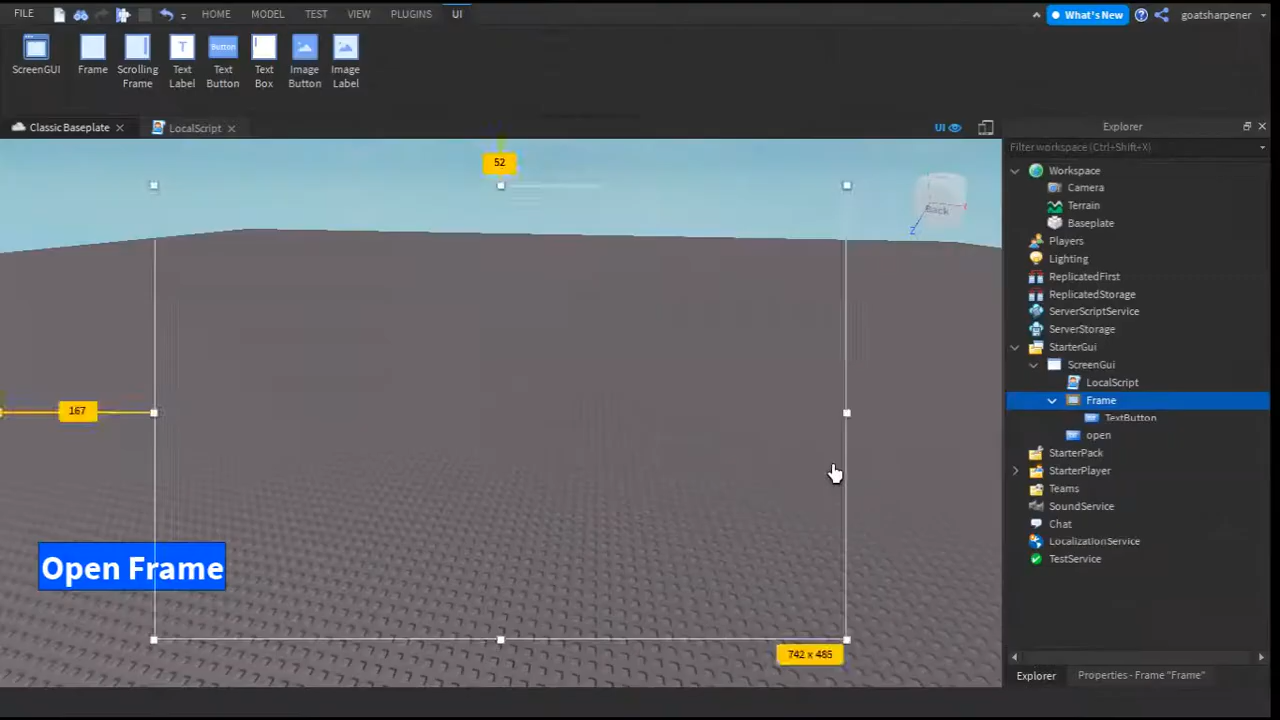 FILE
HOME
MODEL
TEST
VIEW
PLUGINS
UI
What's New
goatsharpener
ScreenGUI
Frame
Scrolling
Frame
T
Text
Label
Button
Text
Button
Text
Box
Image
Button
Image
Label
Classic Baseplate
LocalScript
UI
Explorer
Filter workspace (Ctrl+Shift+X)
52
Back
Z
167
Open Frame
742 x 485
Workspace
Camera
Terrain
Baseplate
Players
Lighting
ReplicatedFirst
ReplicatedStorage
ServerScriptService
ServerStorage
StarterGui
ScreenGui
LocalScript
Frame
TextButton
open
StarterPack
StarterPlayer
Teams
SoundService
Chat
LocalizationService
TestService
Explorer
Properties - Frame "Frame"